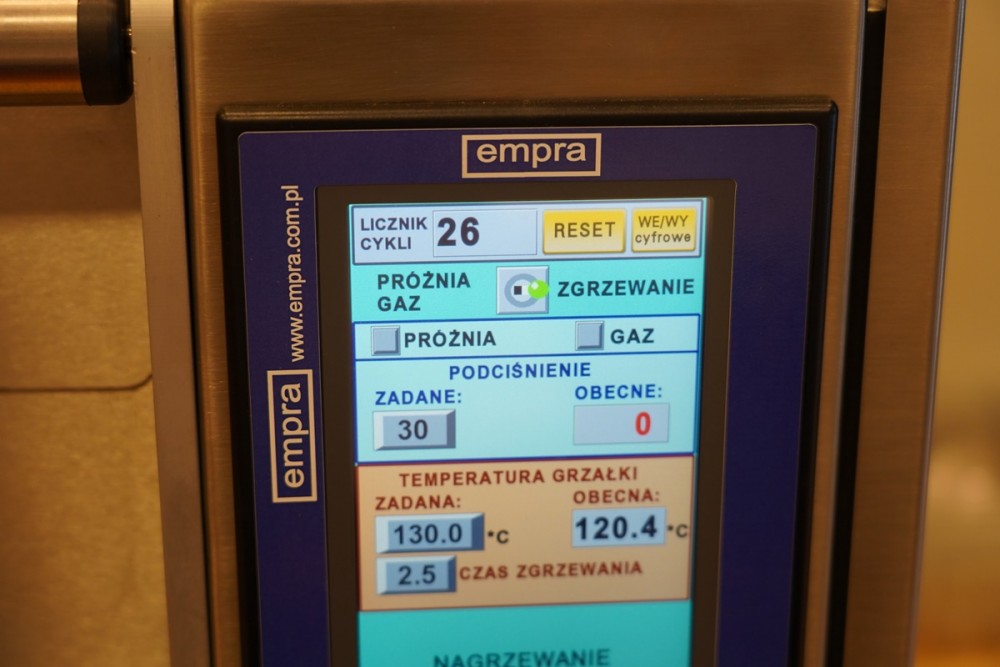 empra
www.empra.com.pl
empra
LICZNIK CYKLI
26
RESET
WE/WY
cyfrowe
PRÓŻNIA
GAZ
ZGRZEWANIE
PRÓŻNIA
GAZ
PODCIŚNIENIE
ZADANE:
OBECNE:
30
0
TEMPERATURA GRZAŁKI
ZADANA:
OBECNA:
130.0 °C
120.4 °C
2.5 CZAS ZGRZEWANIA
NAGRZEWANIE